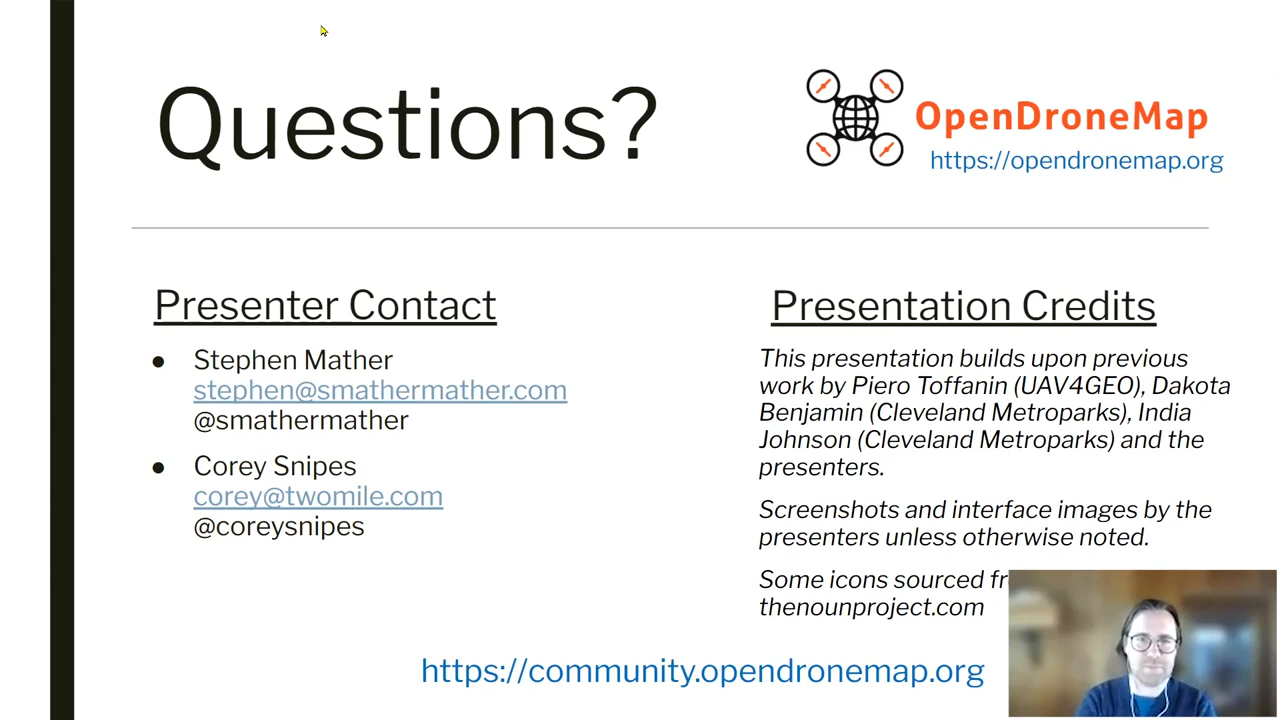 Questions?
OpenDroneMap
https://opendronemap.org
Presenter Contact
● Stephen Mather
stephen@smathermather.com
@smathermather
● Corey Snipes
corey@twomile.com
@coreysnipes
Presentation Credits
This presentation builds upon previous
work by Piero Toffanin (UAV4GEO), Dakota
Benjamin (Cleveland Metroparks), India
Johnson (Cleveland Metroparks) and the
presenters.
Screenshots and interface images by the
presenters unless otherwise noted.
Some icons sourced
thenounproject.com
https://community.opendronemap.org